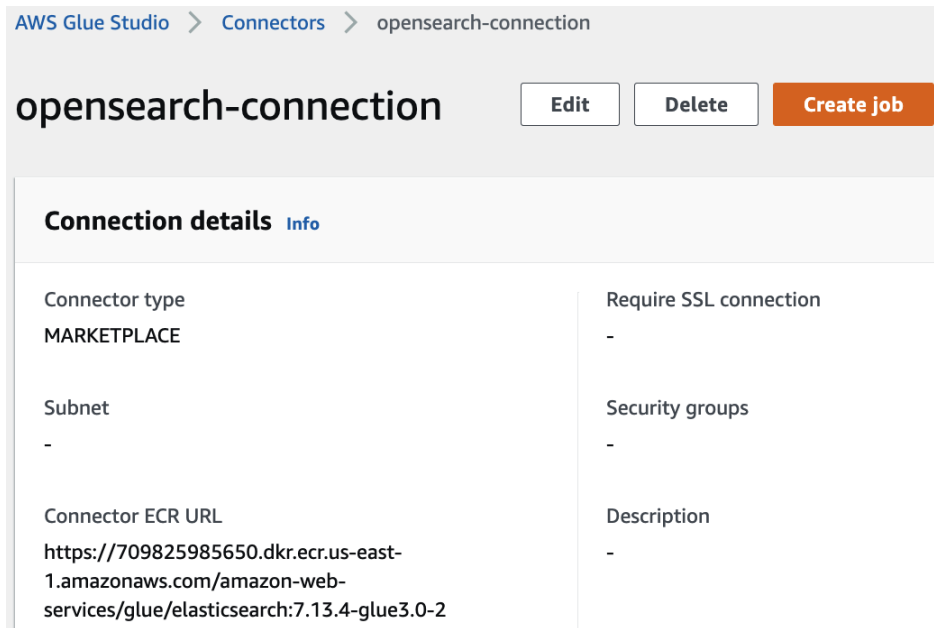 AWS Glue Studio > Connectors > opensearch-connection
opensearch-connection Edit Delete Create job
Connection details Info
Connector type
MARKETPLACE
Require SSL connection
-
Subnet
-
Security groups
-
Connector ECR URL
https://709825985650.dkr.ecr.us-east-
1.amazonaws.com/amazon-web-
services/glue/elasticsearch:7.13.4-glue3.0-2
Description
-